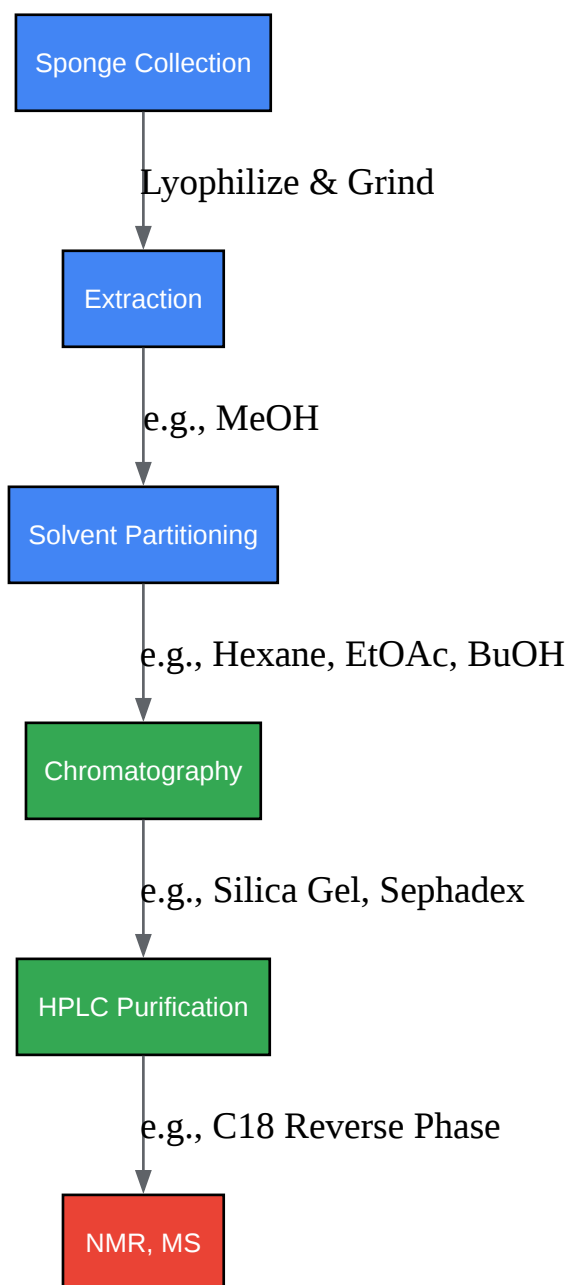 Sponge Collection
Lyophilize & Grind
Extraction
e.g., MeOH
Solvent Partitioning
e.g., Hexane, EtOAc, BuOH
Chromatography
e.g., Silica Gel, Sephadex
HPLC Purification
e.g., C18 Reverse Phase
NMR, MS